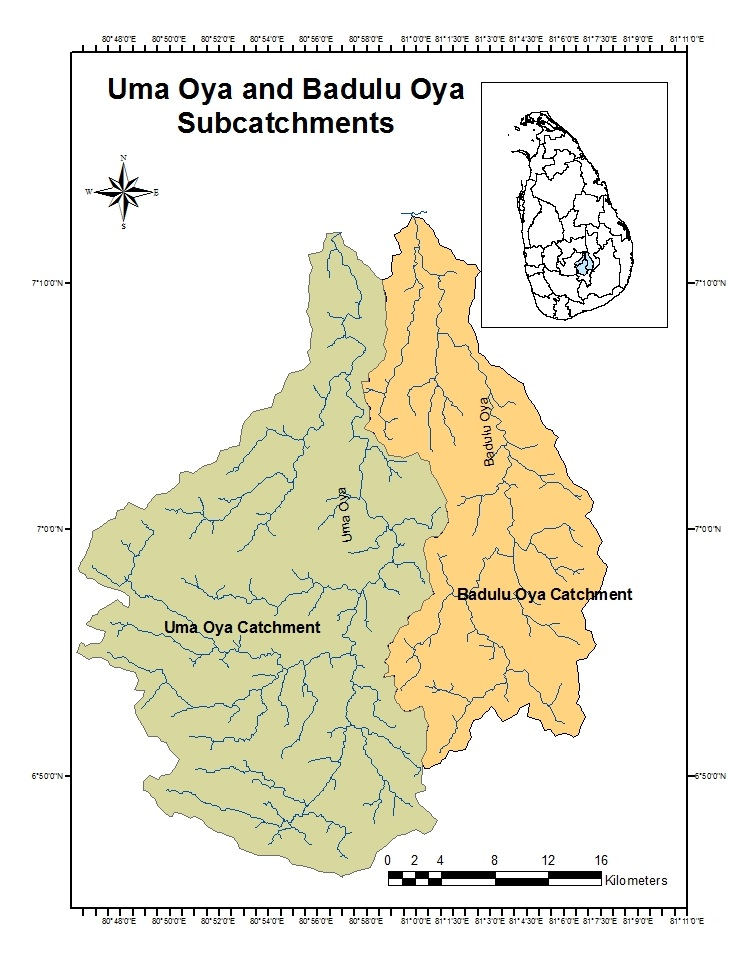 80°48'0"E 80°50'0"E 80°52'0"E 80°54'0"E 80°56'0"E 80°58'0"E 81°0'0"E 81°1'30"E 81°3'0"E 81°4'30"E 81°6'0"E 81°7'30"E 81°9'0"E 81°11'0"E
Uma Oya and Badulu Oya
Subcatchments
N
W E
S
7°10'0"N 7°10'0"N
Badulu Oya
Uma Oya
7°0'0"N 7°0'0"N
Badulu Oya Catchment
Uma Oya Catchment
6°50'0"N 6°50'0"N
0 2 4 8 12 16
Kilometers
80°48'0"E 80°50'0"E 80°52'0"E 80°54'0"E 80°56'0"E 80°58'0"E 81°0'0"E 81°1'30"E 81°3'0"E 81°4'30"E 81°6'0"E 81°7'30"E 81°9'0"E 81°11'0"E